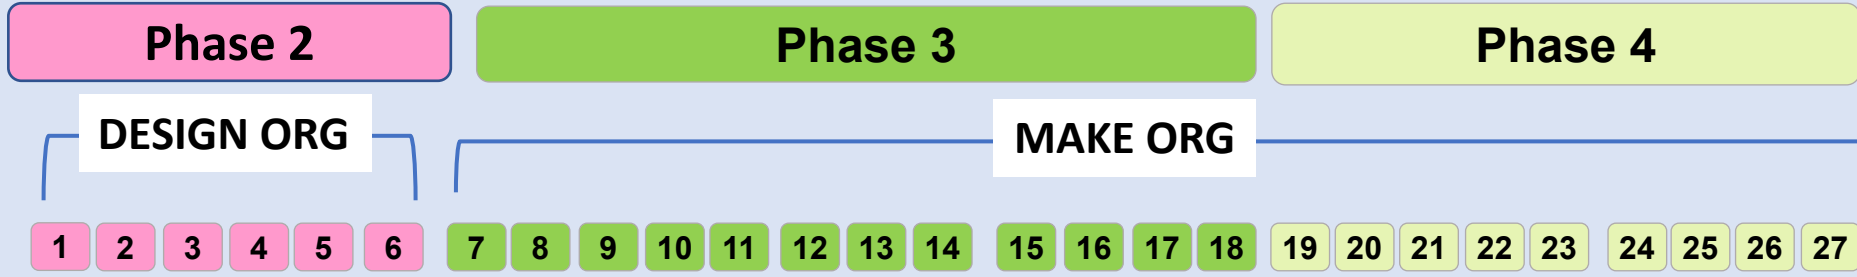 Phase 2 Phase 3 Phase 4
DESIGN ORG MAKE ORG
1 2 3 4 5 6 7 8 9 10 11 12 13 14 15 16 17 18 19 20 21 22 23 24 25 26 27